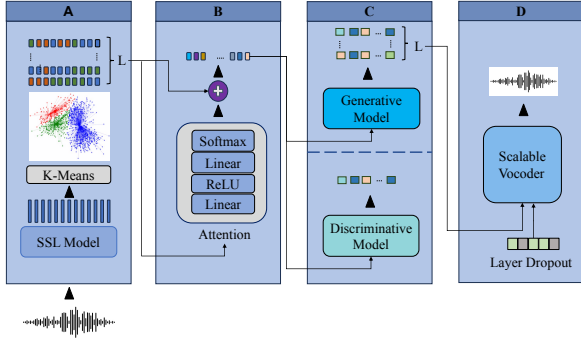 A
B
C
D
L
L
K-Means
SSL Model
Softmax
Linear
ReLU
Linear
Attention
Generative
Model
Discriminative
Model
Scalable
Vocoder
Layer Dropout